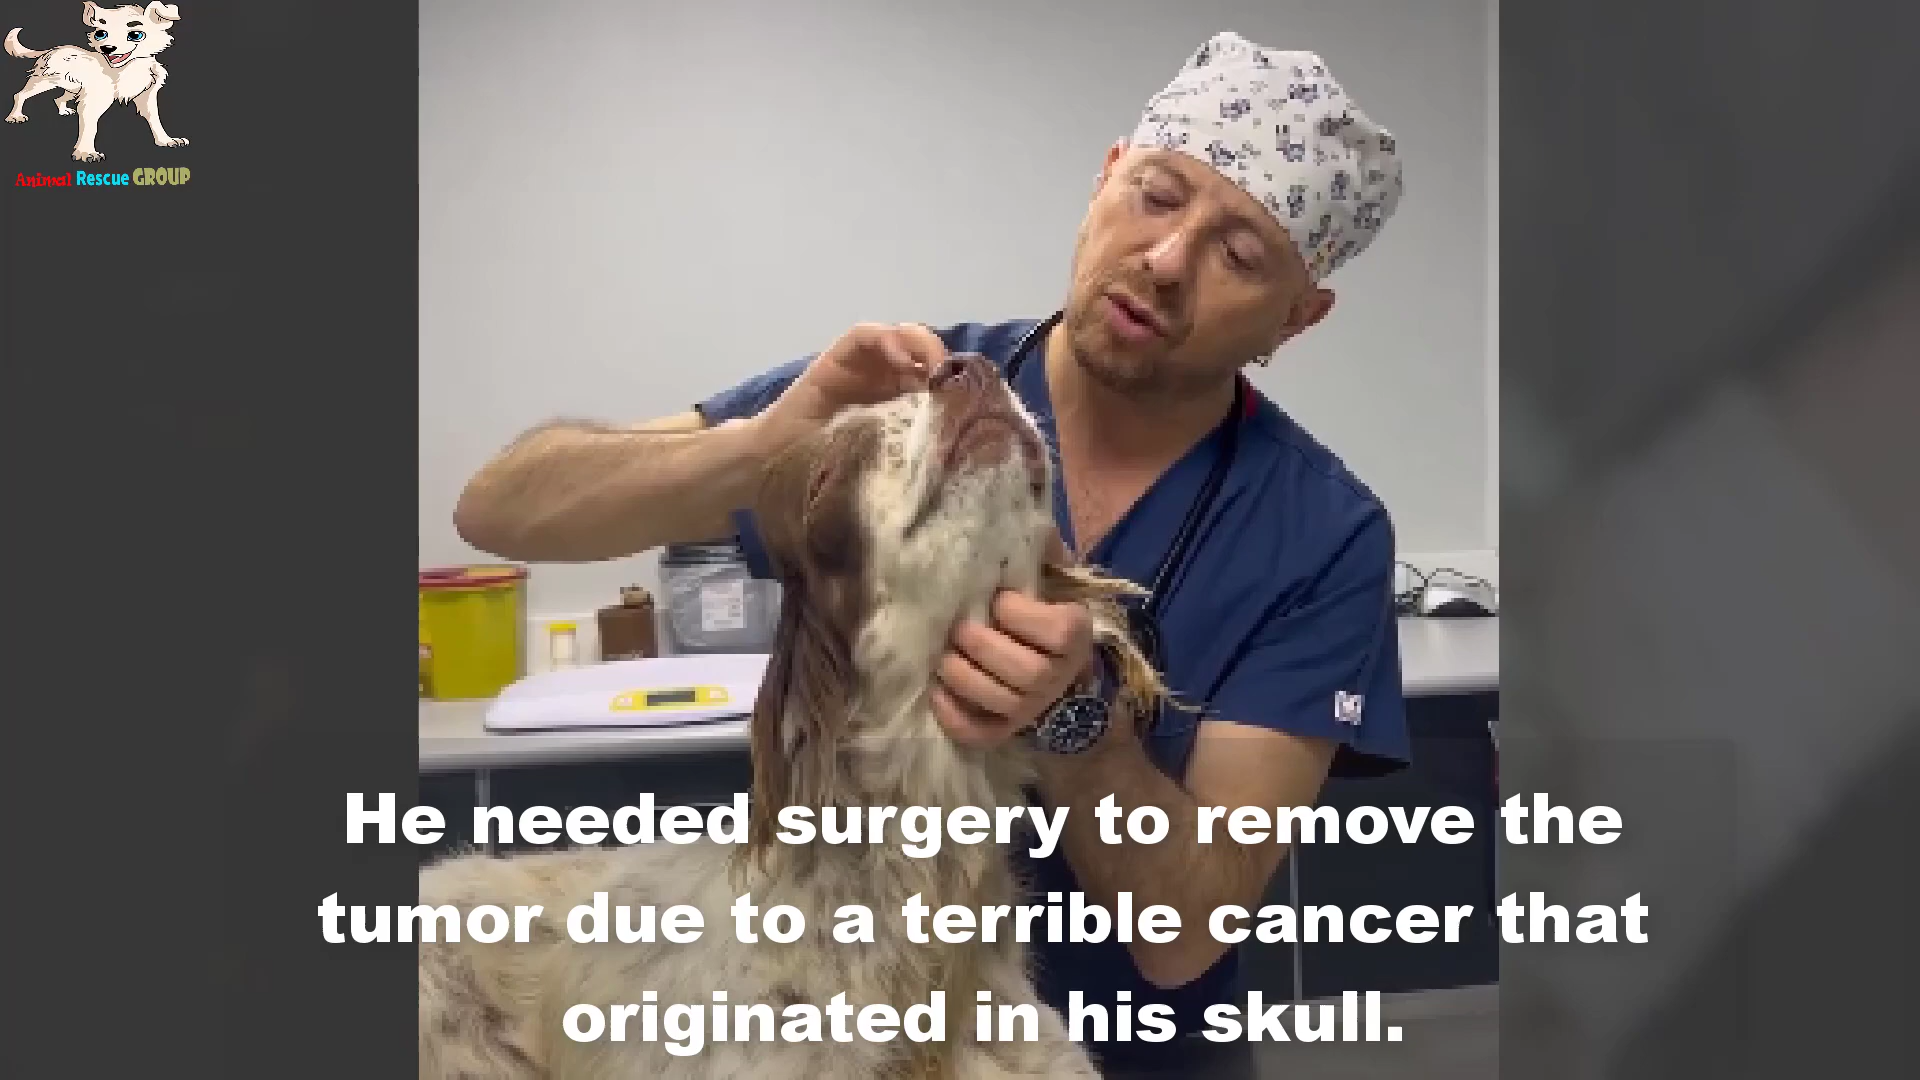 Animal Rescue GROUP
He needed surgery to remove the
tumor due to a terrible cancer that
originated in his skull.